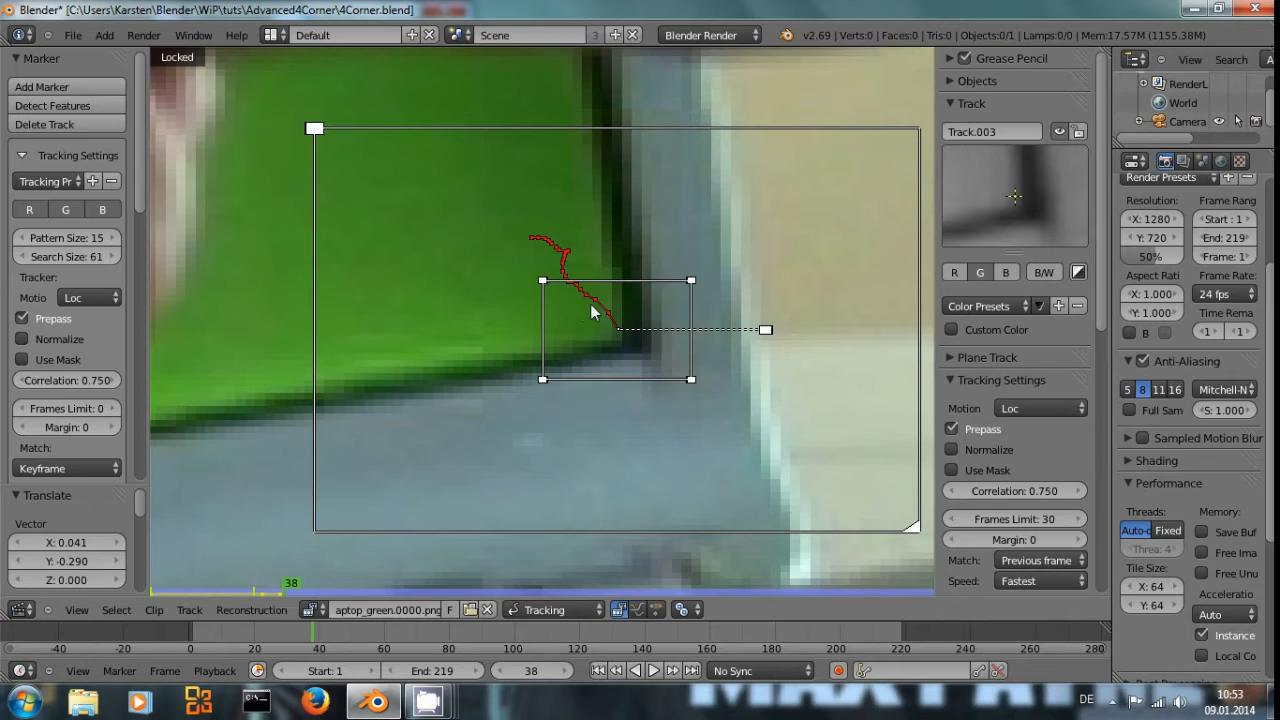 Blender* [C:\Users\Karsten\Blender\WiP\tuts\Advanced4Corner\4Corner.blend]
File Add Render Window Help Default Scene 3 Blender Render v2.69 | Verts:0 | Faces:0 | Tris:0 | Objects:0/1 | Lamps:0/0 | Mem:17.57M (1155.38M)
Marker
Add Marker
Detect Features
Delete Track
Tracking Settings
Tracking Pr
R G B
Pattern Size: 15
Search Size: 61
Tracker:
Motio Loc
Prepass
Normalize
Use Mask
Correlation: 0.750
Frames Limit: 0
Margin: 0
Match:
Keyframe
Translate
Vector
X: 0.041
Y: -0.290
Z: 0.000
Locked
38
Grease Pencil
Objects
Track
Track.003
R G B B/W
Color Presets
Custom Color
Plane Track
Tracking Settings
Motion Loc
Prepass
Normalize
Use Mask
Correlation: 0.750
Frames Limit: 30
Margin: 0
Match: Previous frame
Speed: Fastest
View Search A
RenderL
World
Camera
Render Presets
Resolution: Frame Rang
X: 1280 Start : 1
Y: 720 End: 219
50% Frame: 1
Aspect Rati Frame Rate:
X: 1.000 24 fps
Y: 1.000 Time Rema
B 1 1
Anti-Aliasing
5 8 11 16 Mitchell-N
Full Sam S: 1.000
Sampled Motion Blur
Shading
Performance
Threads: Memory:
Auto-d Fixed Save Buf
Threa: 4 Free Ima
Tile Size: Free Unu
X: 64 Acceleratio
Y: 64 Auto
Instance
Local Co
View Select Clip Track Reconstruction aptop_green.0000.png F Tracking
-40 -20 0 20 40 60 80 100 120 140 160 180 200 220 240 260 280
View Marker Frame Playback Start: 1 End: 219 38 No Sync
DE 10:53
09.01.2014